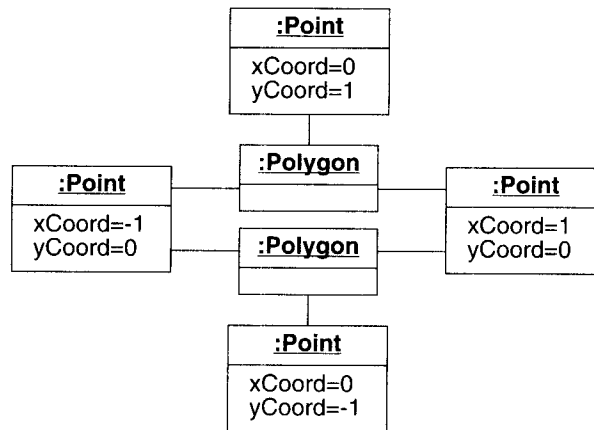 :Point
xCoord=0
yCoord=1
:Polygon
:Point
xCoord=-1
yCoord=0
:Point
xCoord=1
yCoord=0
:Polygon
:Point
xCoord=0
yCoord=-1